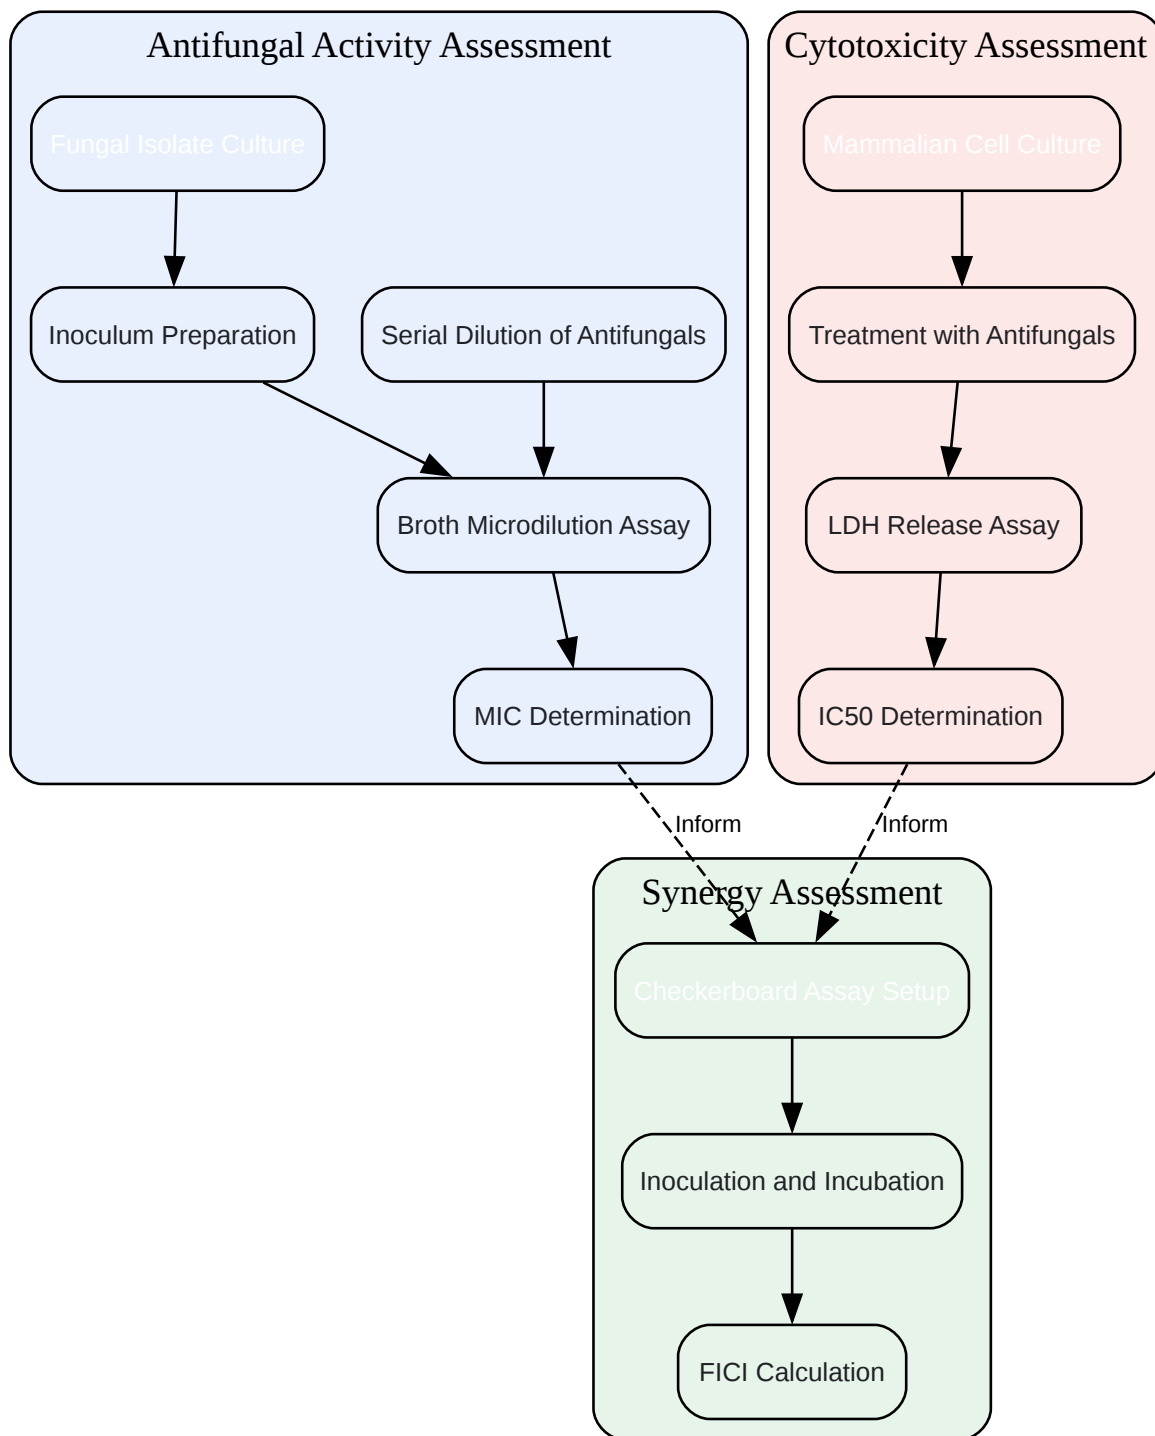 Antifungal Activity Assessment
Fungal Isolate Culture
Inoculum Preparation
Serial Dilution of Antifungals
Broth Microdilution Assay
MIC Determination
Cytotoxicity Assessment
Mammalian Cell Culture
Treatment with Antifungals
LDH Release Assay
IC50 Determination
Inform
Inform
Synergy Assessment
Checkerboard Assay Setup
Inoculation and Incubation
FICI Calculation